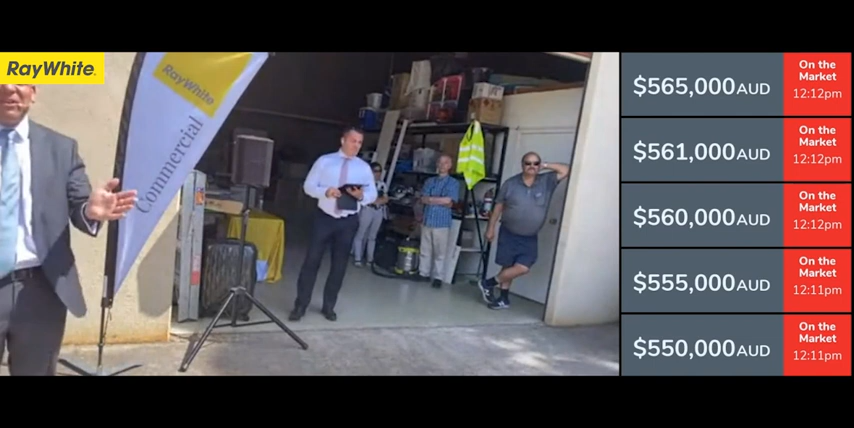 RayWhite.
RayWhite
Commercial
$565,000AUD
On the
Market
12:12pm
$561,000AUD
On the
Market
12:12pm
$560,000AUD
On the
Market
12:12pm
$555,000AUD
On the
Market
12:11pm
$550,000AUD
On the
Market
12:11pm